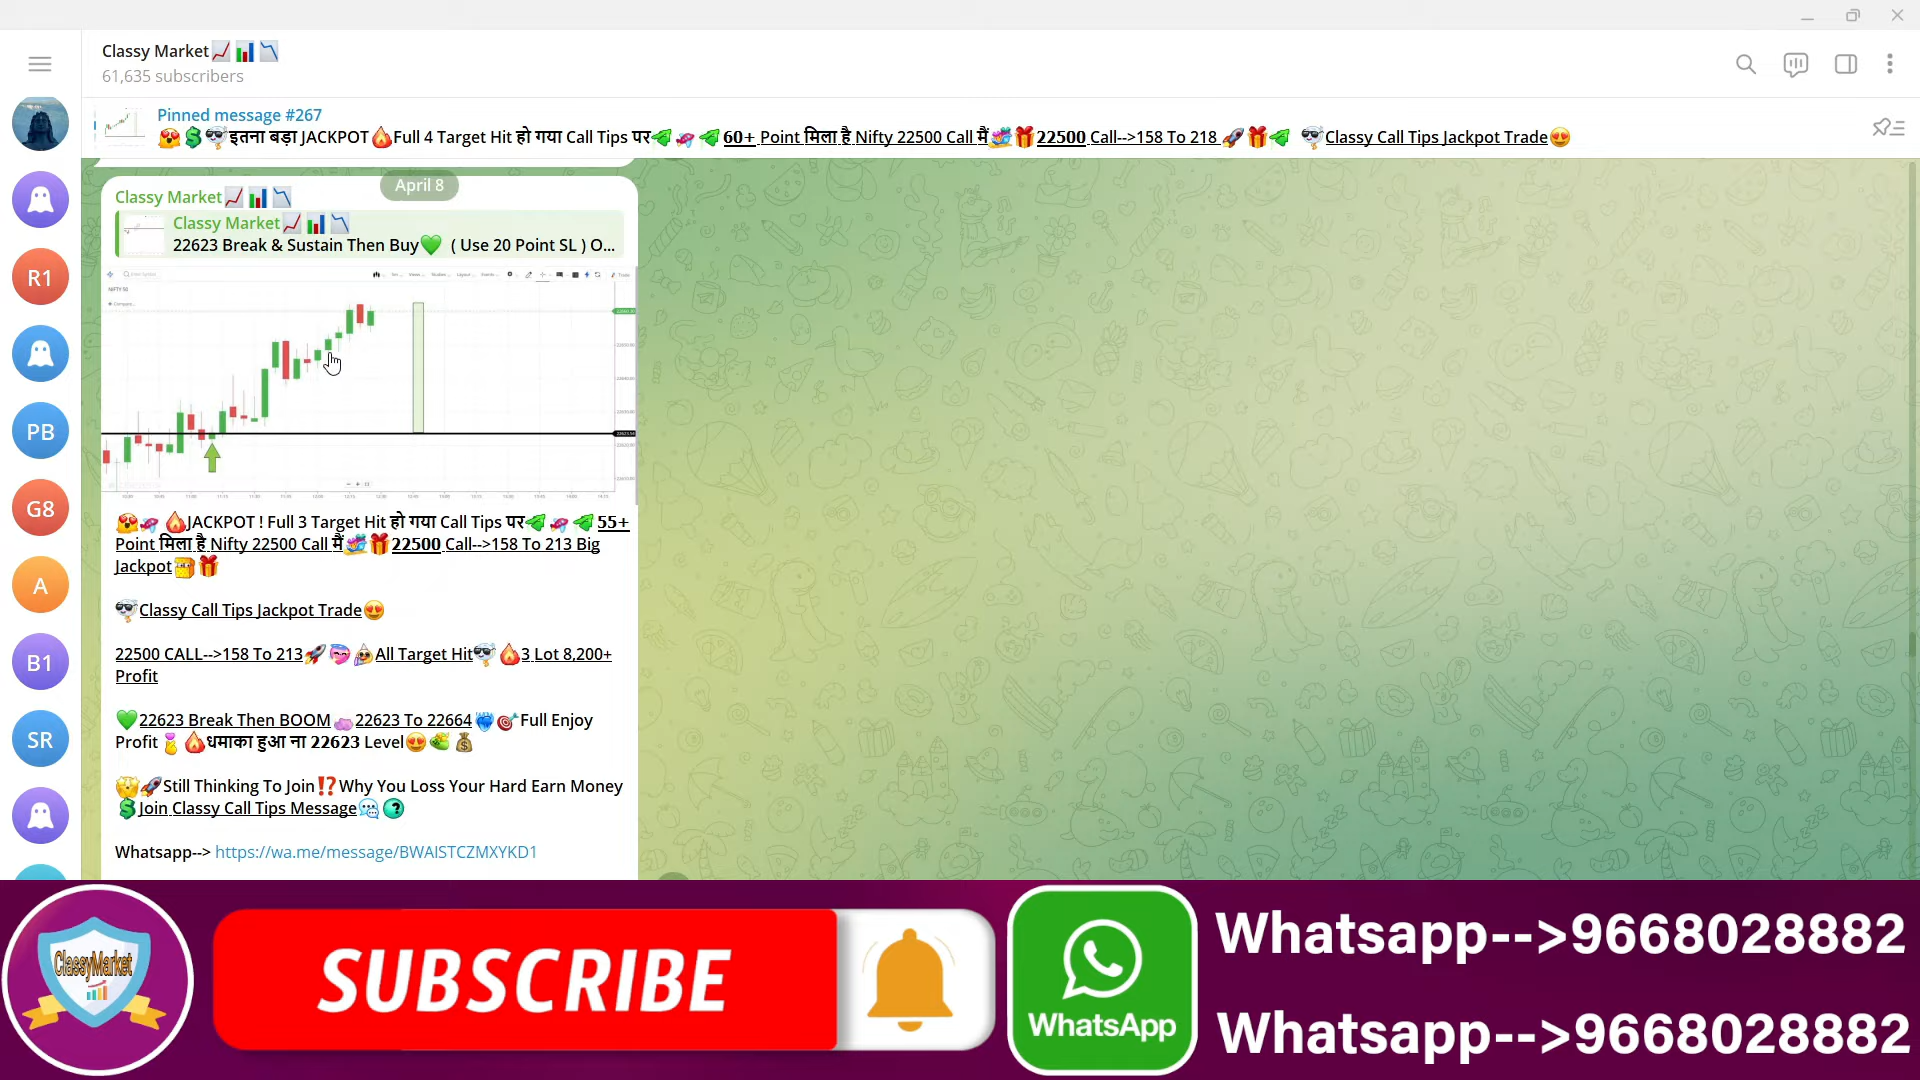 Classy Market
61,635 subscribers
Pinned message #267
इतना बड़ा JACKPOT Full 4 Target Hit हो गया Call Tips पर 60+ Point मिला है Nifty 22500 Call मैं 22500 Call-->158 To 218 Classy Call Tips Jackpot Trade
April 8
Classy Market
Classy Market
22623 Break & Sustain Then Buy💚 ( Use 20 Point SL ) O...
NIFTY 50
JACKPOT ! Full 3 Target Hit हो गया Call Tips पर 55+
Point मिला है Nifty 22500 Call मैं 22500 Call-->158 To 213 Big
Jackpot
Classy Call Tips Jackpot Trade
22500 CALL-->158 To 213 All Target Hit 3 Lot 8,200+
Profit
22623 Break Then BOOM 22623 To 22664 Full Enjoy
Profit धमाका हुआ ना 22623 Level
Still Thinking To Join⁉️Why You Loss Your Hard Earn Money
Join Classy Call Tips Message
Whatsapp--> https://wa.me/message/BWAISTCZMXYKD1
R1
PB
G8
A
B1
SR
ClassyMarket
SUBSCRIBE
WhatsApp
Whatsapp-->9668028882
Whatsapp-->9668028882